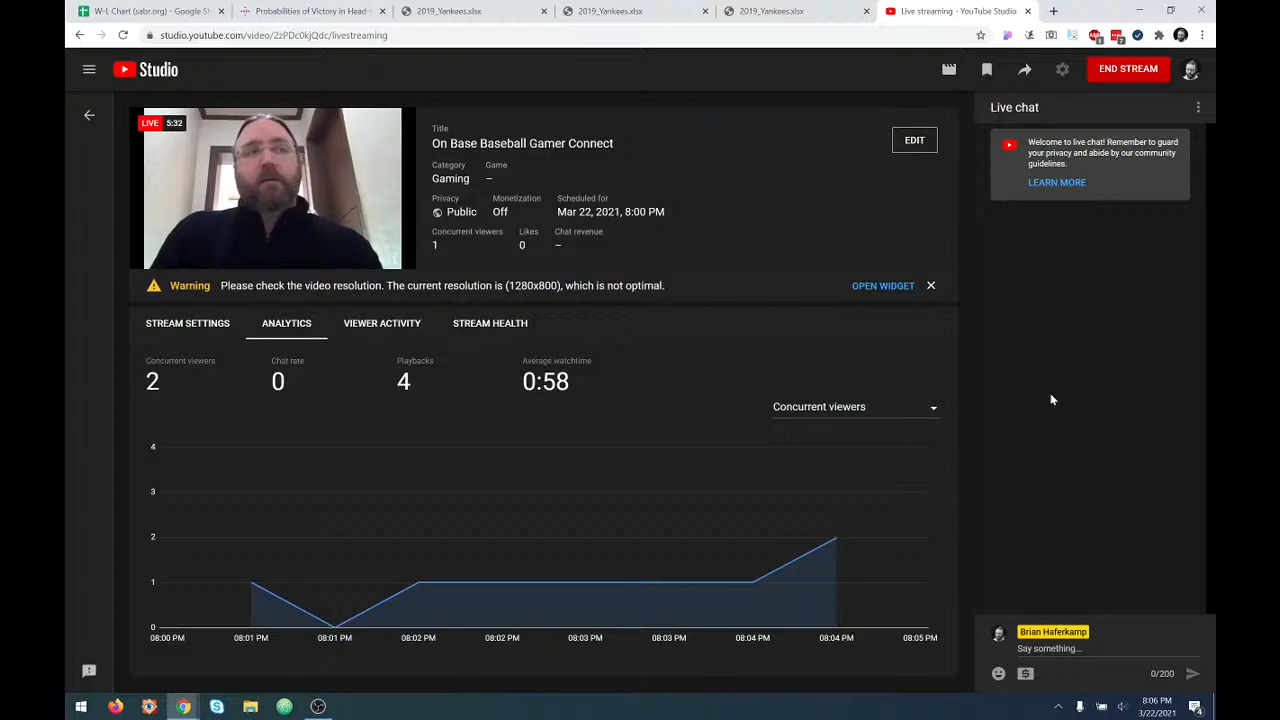 W-L Chart (sabr.org) - Google S
Probabilities of Victory in Head-
2019_Yankees.xlsx
2019_Yankees.xlsx
2019_Yankees.xlsx
Live streaming - YouTube Studio
studio.youtube.com/video/2zPDc0kjQdc/livestreaming
Studio
END STREAM
LIVE 5:32
Title
On Base Baseball Gamer Connect
EDIT
Category Game
Gaming –
Privacy Monetization Scheduled for
Public Off Mar 22, 2021, 8:00 PM
Concurrent viewers Likes Chat revenue
1 0 –
Warning Please check the video resolution. The current resolution is (1280x800), which is not optimal.
OPEN WIDGET
STREAM SETTINGS ANALYTICS VIEWER ACTIVITY STREAM HEALTH
Concurrent viewers Chat rate Playbacks Average watchtime
2 0 4 0:58
Concurrent viewers
4
3
2
1
0
08:00 PM 08:01 PM 08:01 PM 08:02 PM 08:02 PM 08:03 PM 08:03 PM 08:04 PM 08:04 PM 08:05 PM
Live chat
Welcome to live chat! Remember to guard
your privacy and abide by our community
guidelines.
LEARN MORE
Brian Haferkamp
Say something...
0/200
8:06 PM
3/22/2021